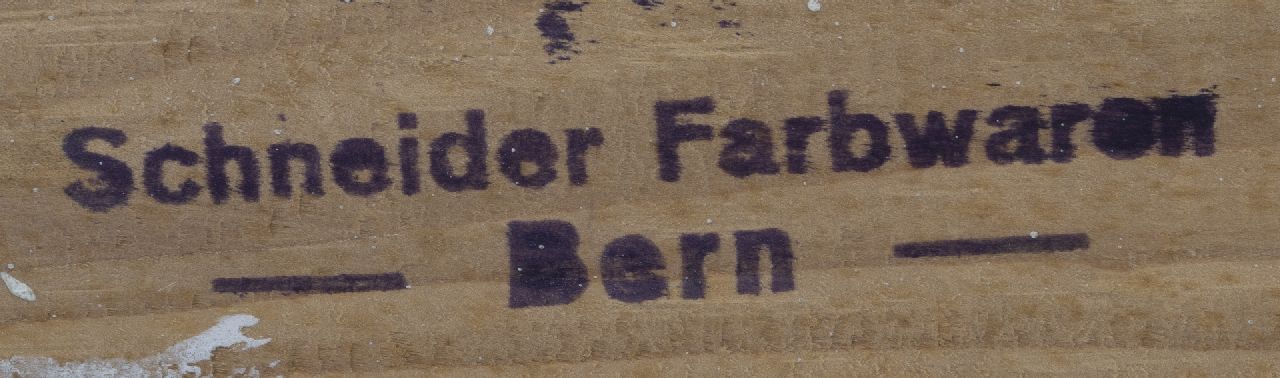 Schneider Farbwaren
— Bern —